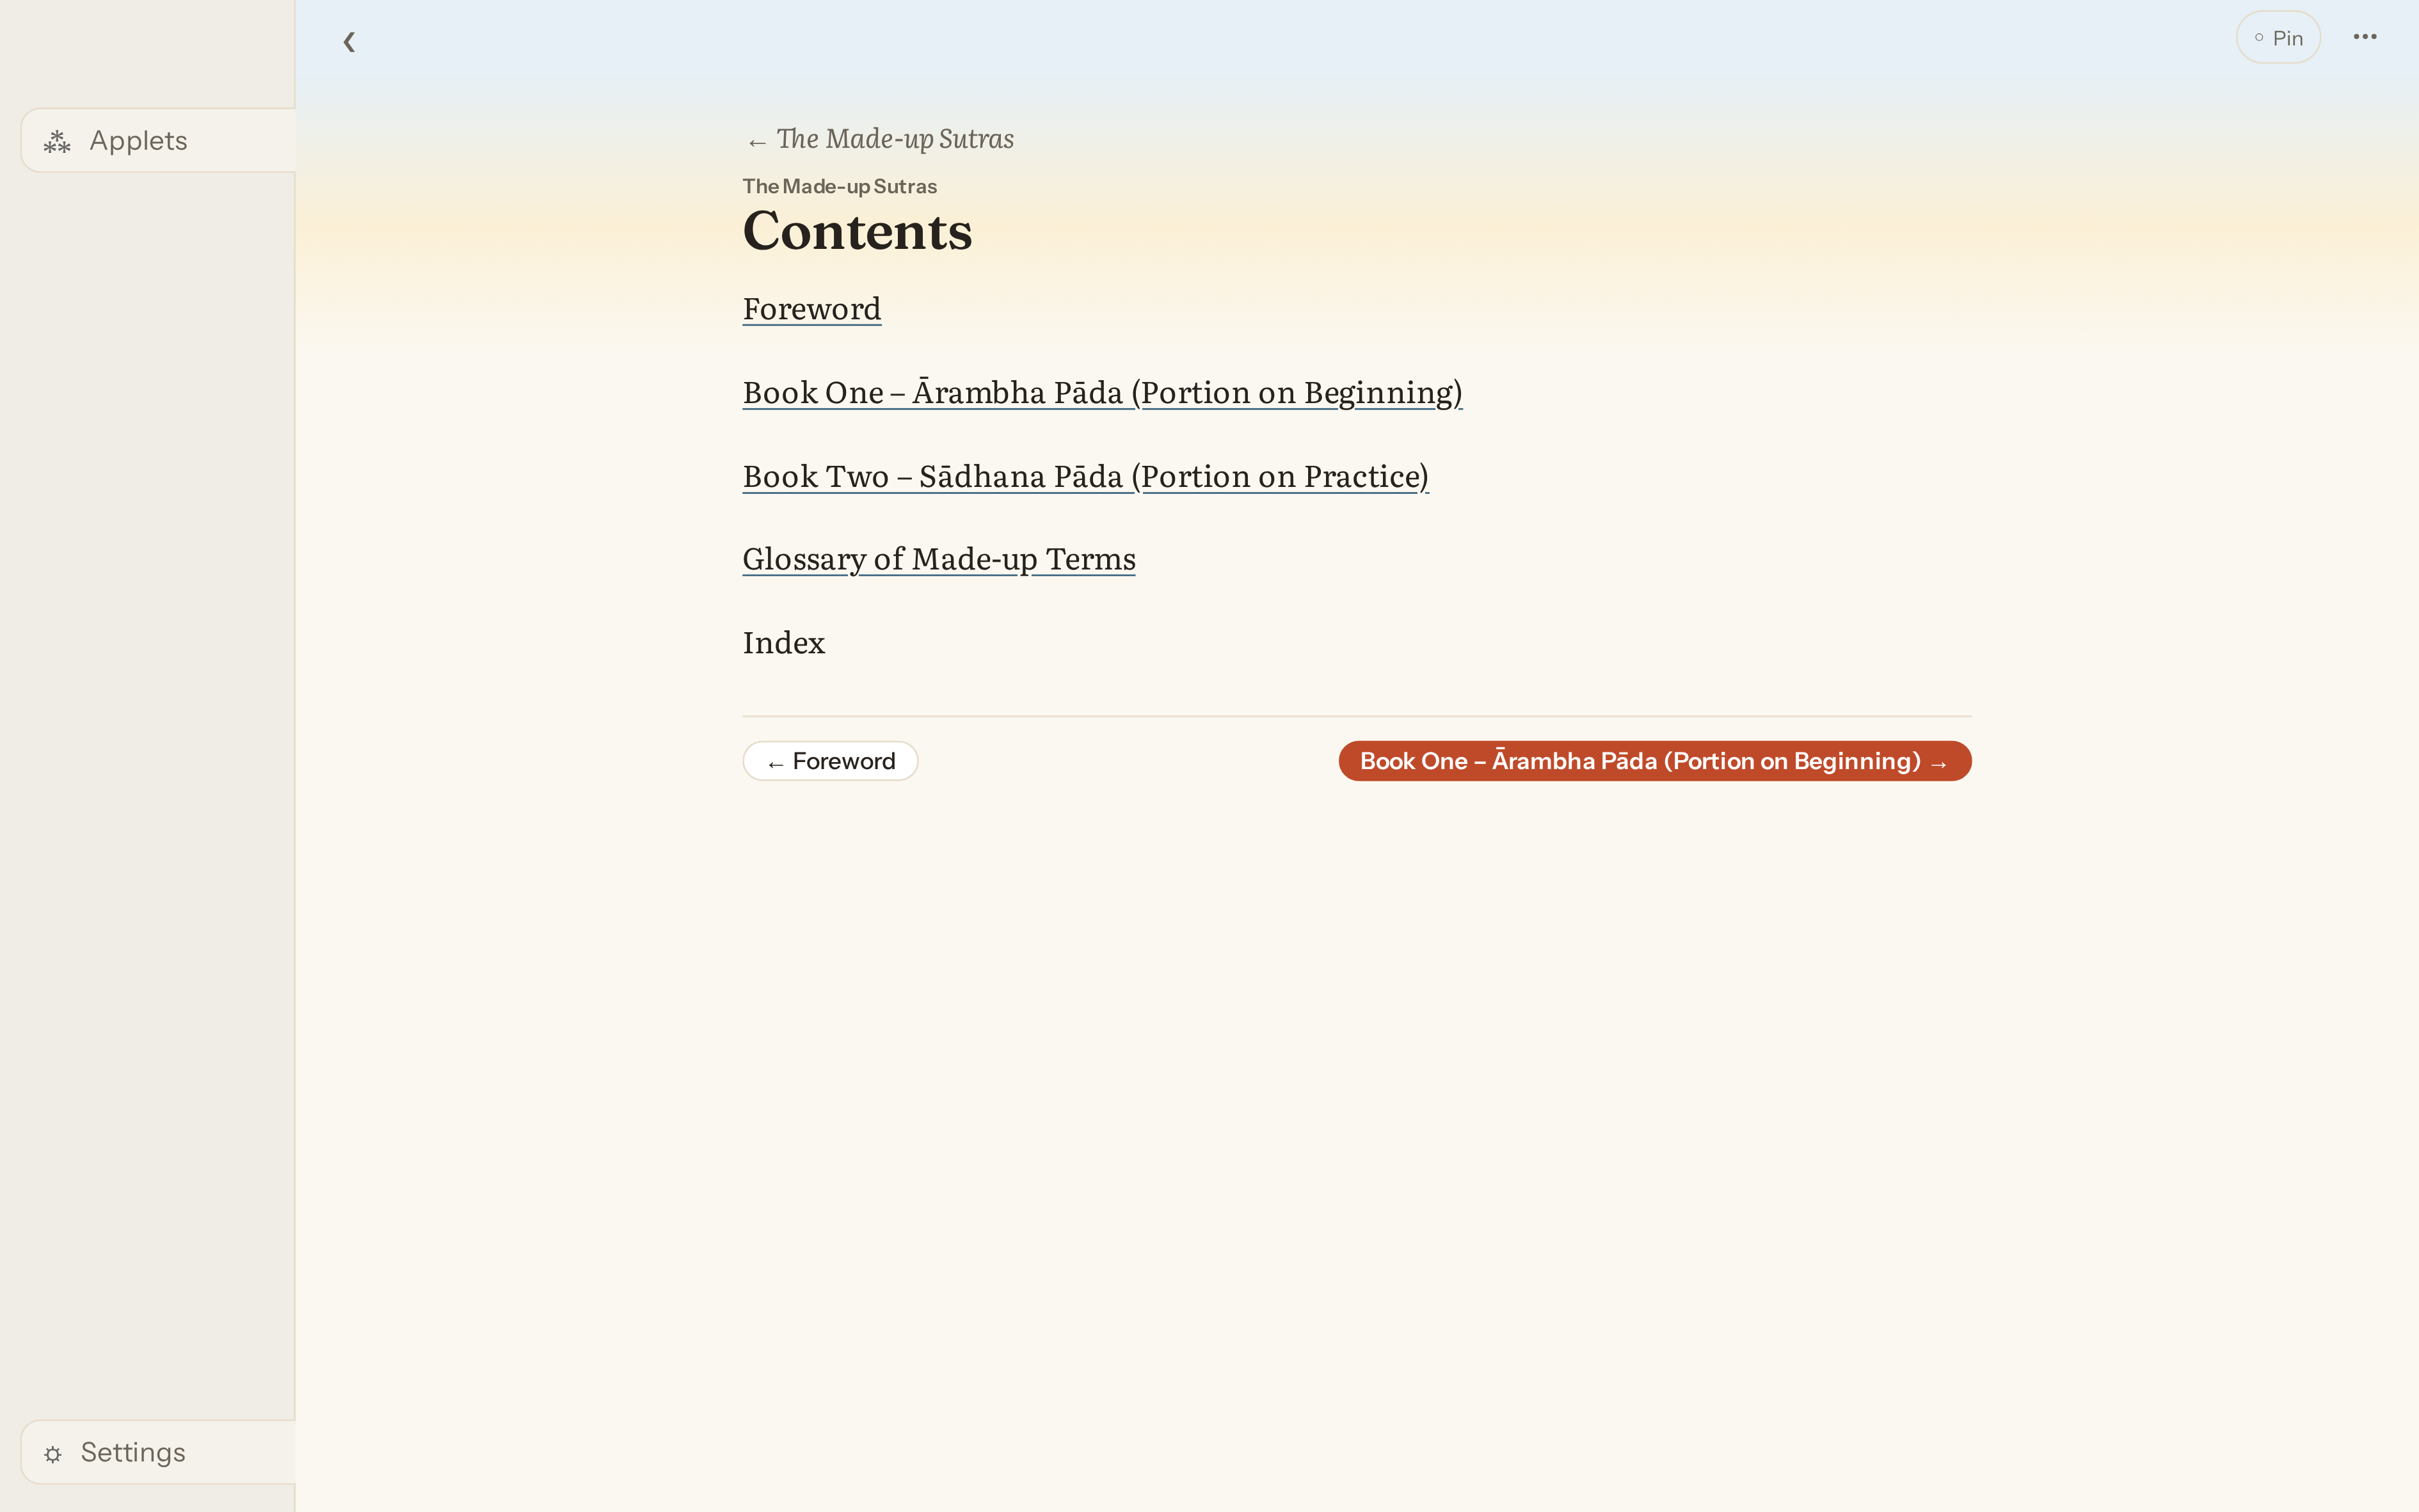 ❮
○ Pin
•••
⁂ Applets
← The Made-up Sutras
The Made-up Sutras
Contents
Foreword
Book One – Ārambha Pāda (Portion on Beginning)
Book Two – Sādhana Pāda (Portion on Practice)
Glossary of Made-up Terms
Index
← Foreword
Book One – Ārambha Pāda (Portion on Beginning) →
☼ Settings